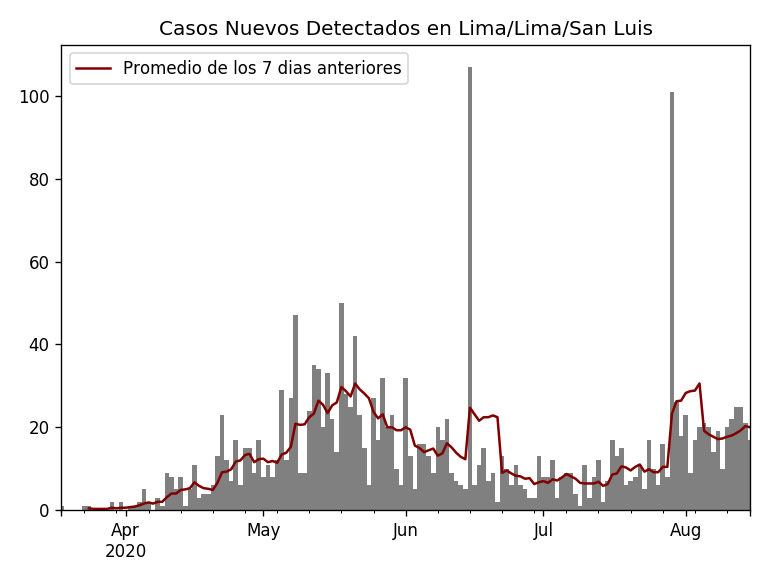 Casos Nuevos Detectados en Lima/Lima/San Luis
Promedio de los 7 dias anteriores
100
80
60
40
20
0
Apr
2020
May
Jun
Jul
Aug